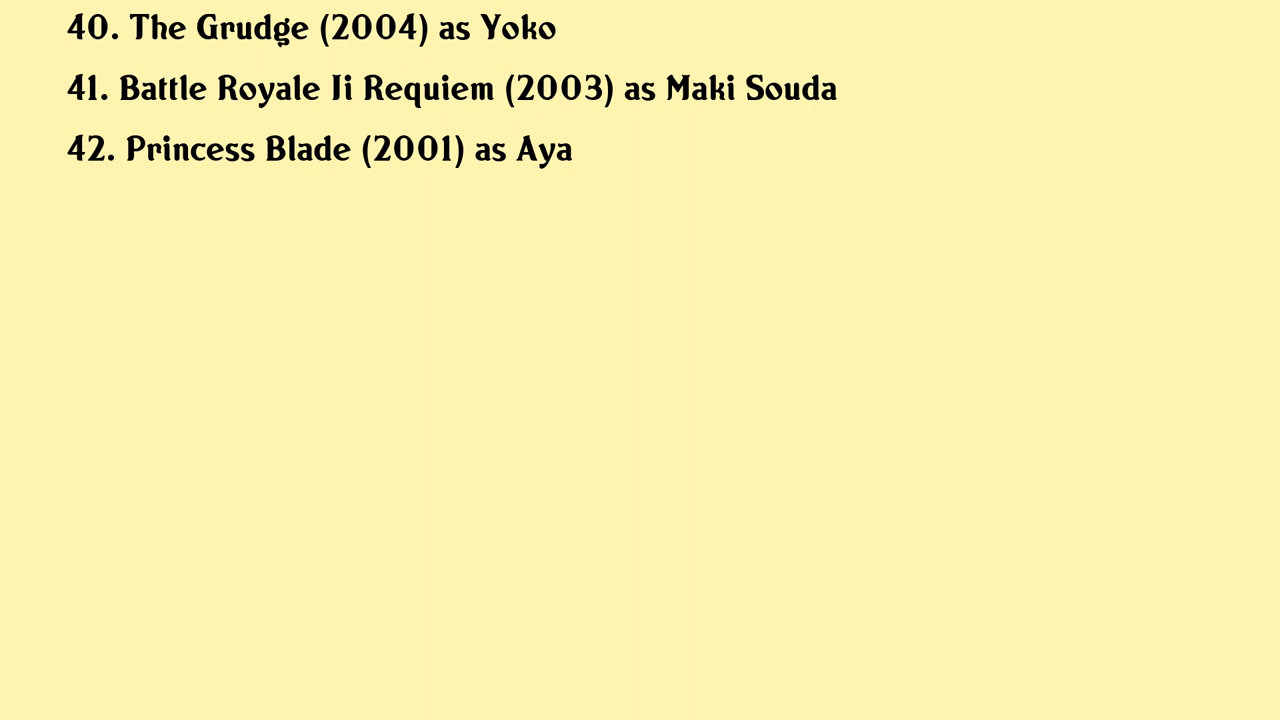 40. The Grudge (2004) as Yoko
41. Battle Royale Ii Requiem (2003) as Maki Souda
42. Princess Blade (2001) as Aya